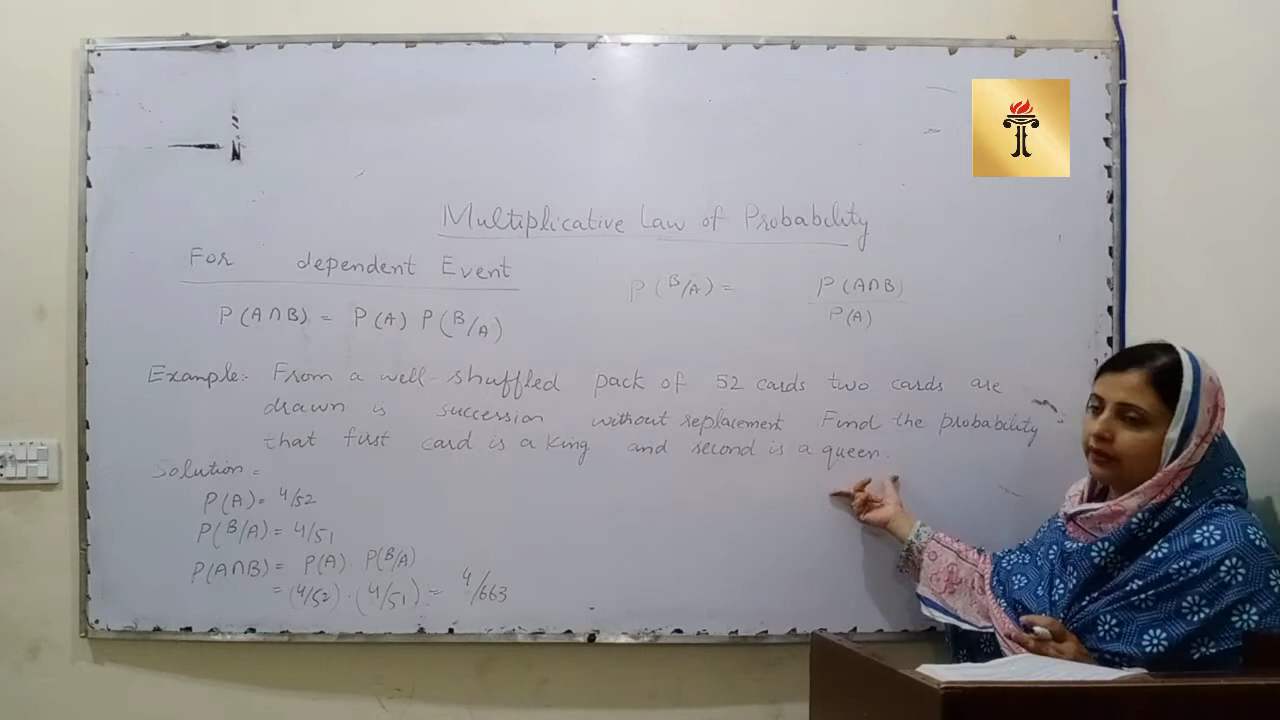 Multiplicative Law of Probability
For dependent Event
P(A∩B) = P(A) P(B/A)
P(B/A) = P(A∩B) / P(A)
Example:- From a well-shuffled pack of 52 cards two cards are
drawn is succession without replacement Find the probability
that first card is a King and second is a queen.
Solution =
P(A) = 4/52
P(B/A) = 4/51
P(A∩B) = P(A) . P(B/A)
= (4/52) . (4/51) = 4/663